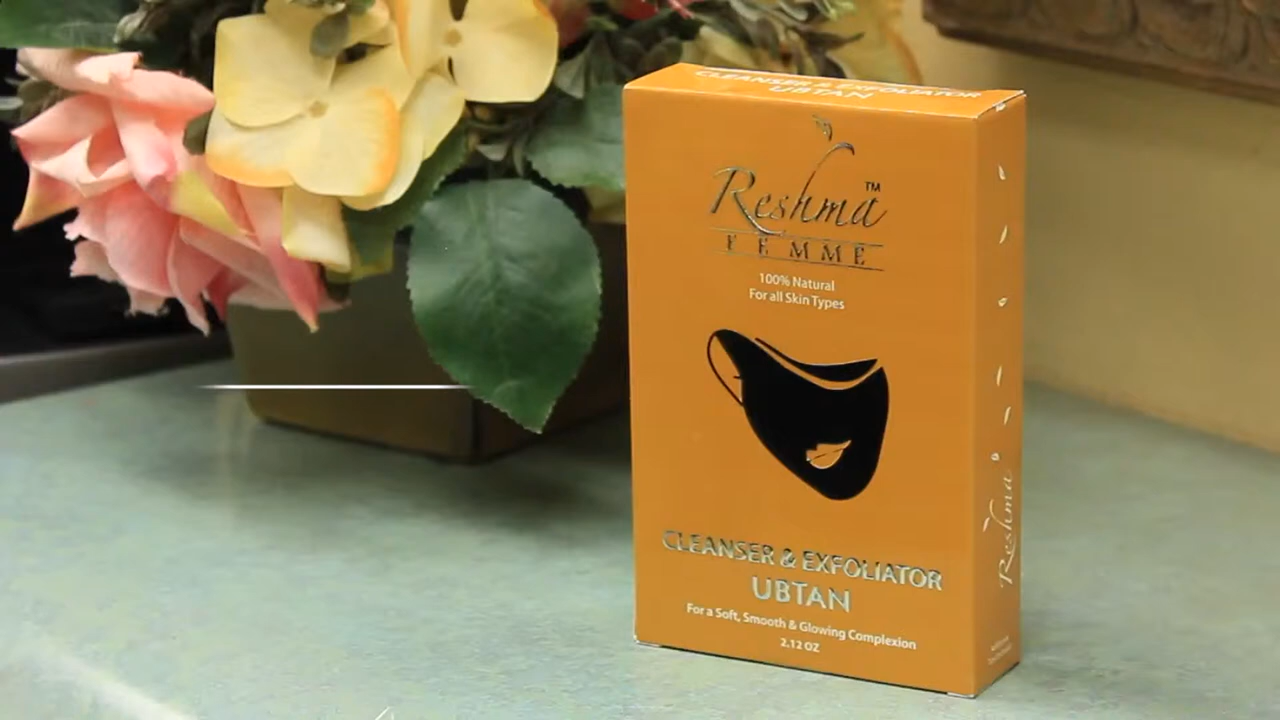 CLEANSER & EXFOLIATOR
UBTAN
Reshma™
FEMME
100% Natural
For all Skin Types
CLEANSER & EXFOLIATOR
UBTAN
For a Soft, Smooth & Glowing Complexion
2.12 OZ
Reshma